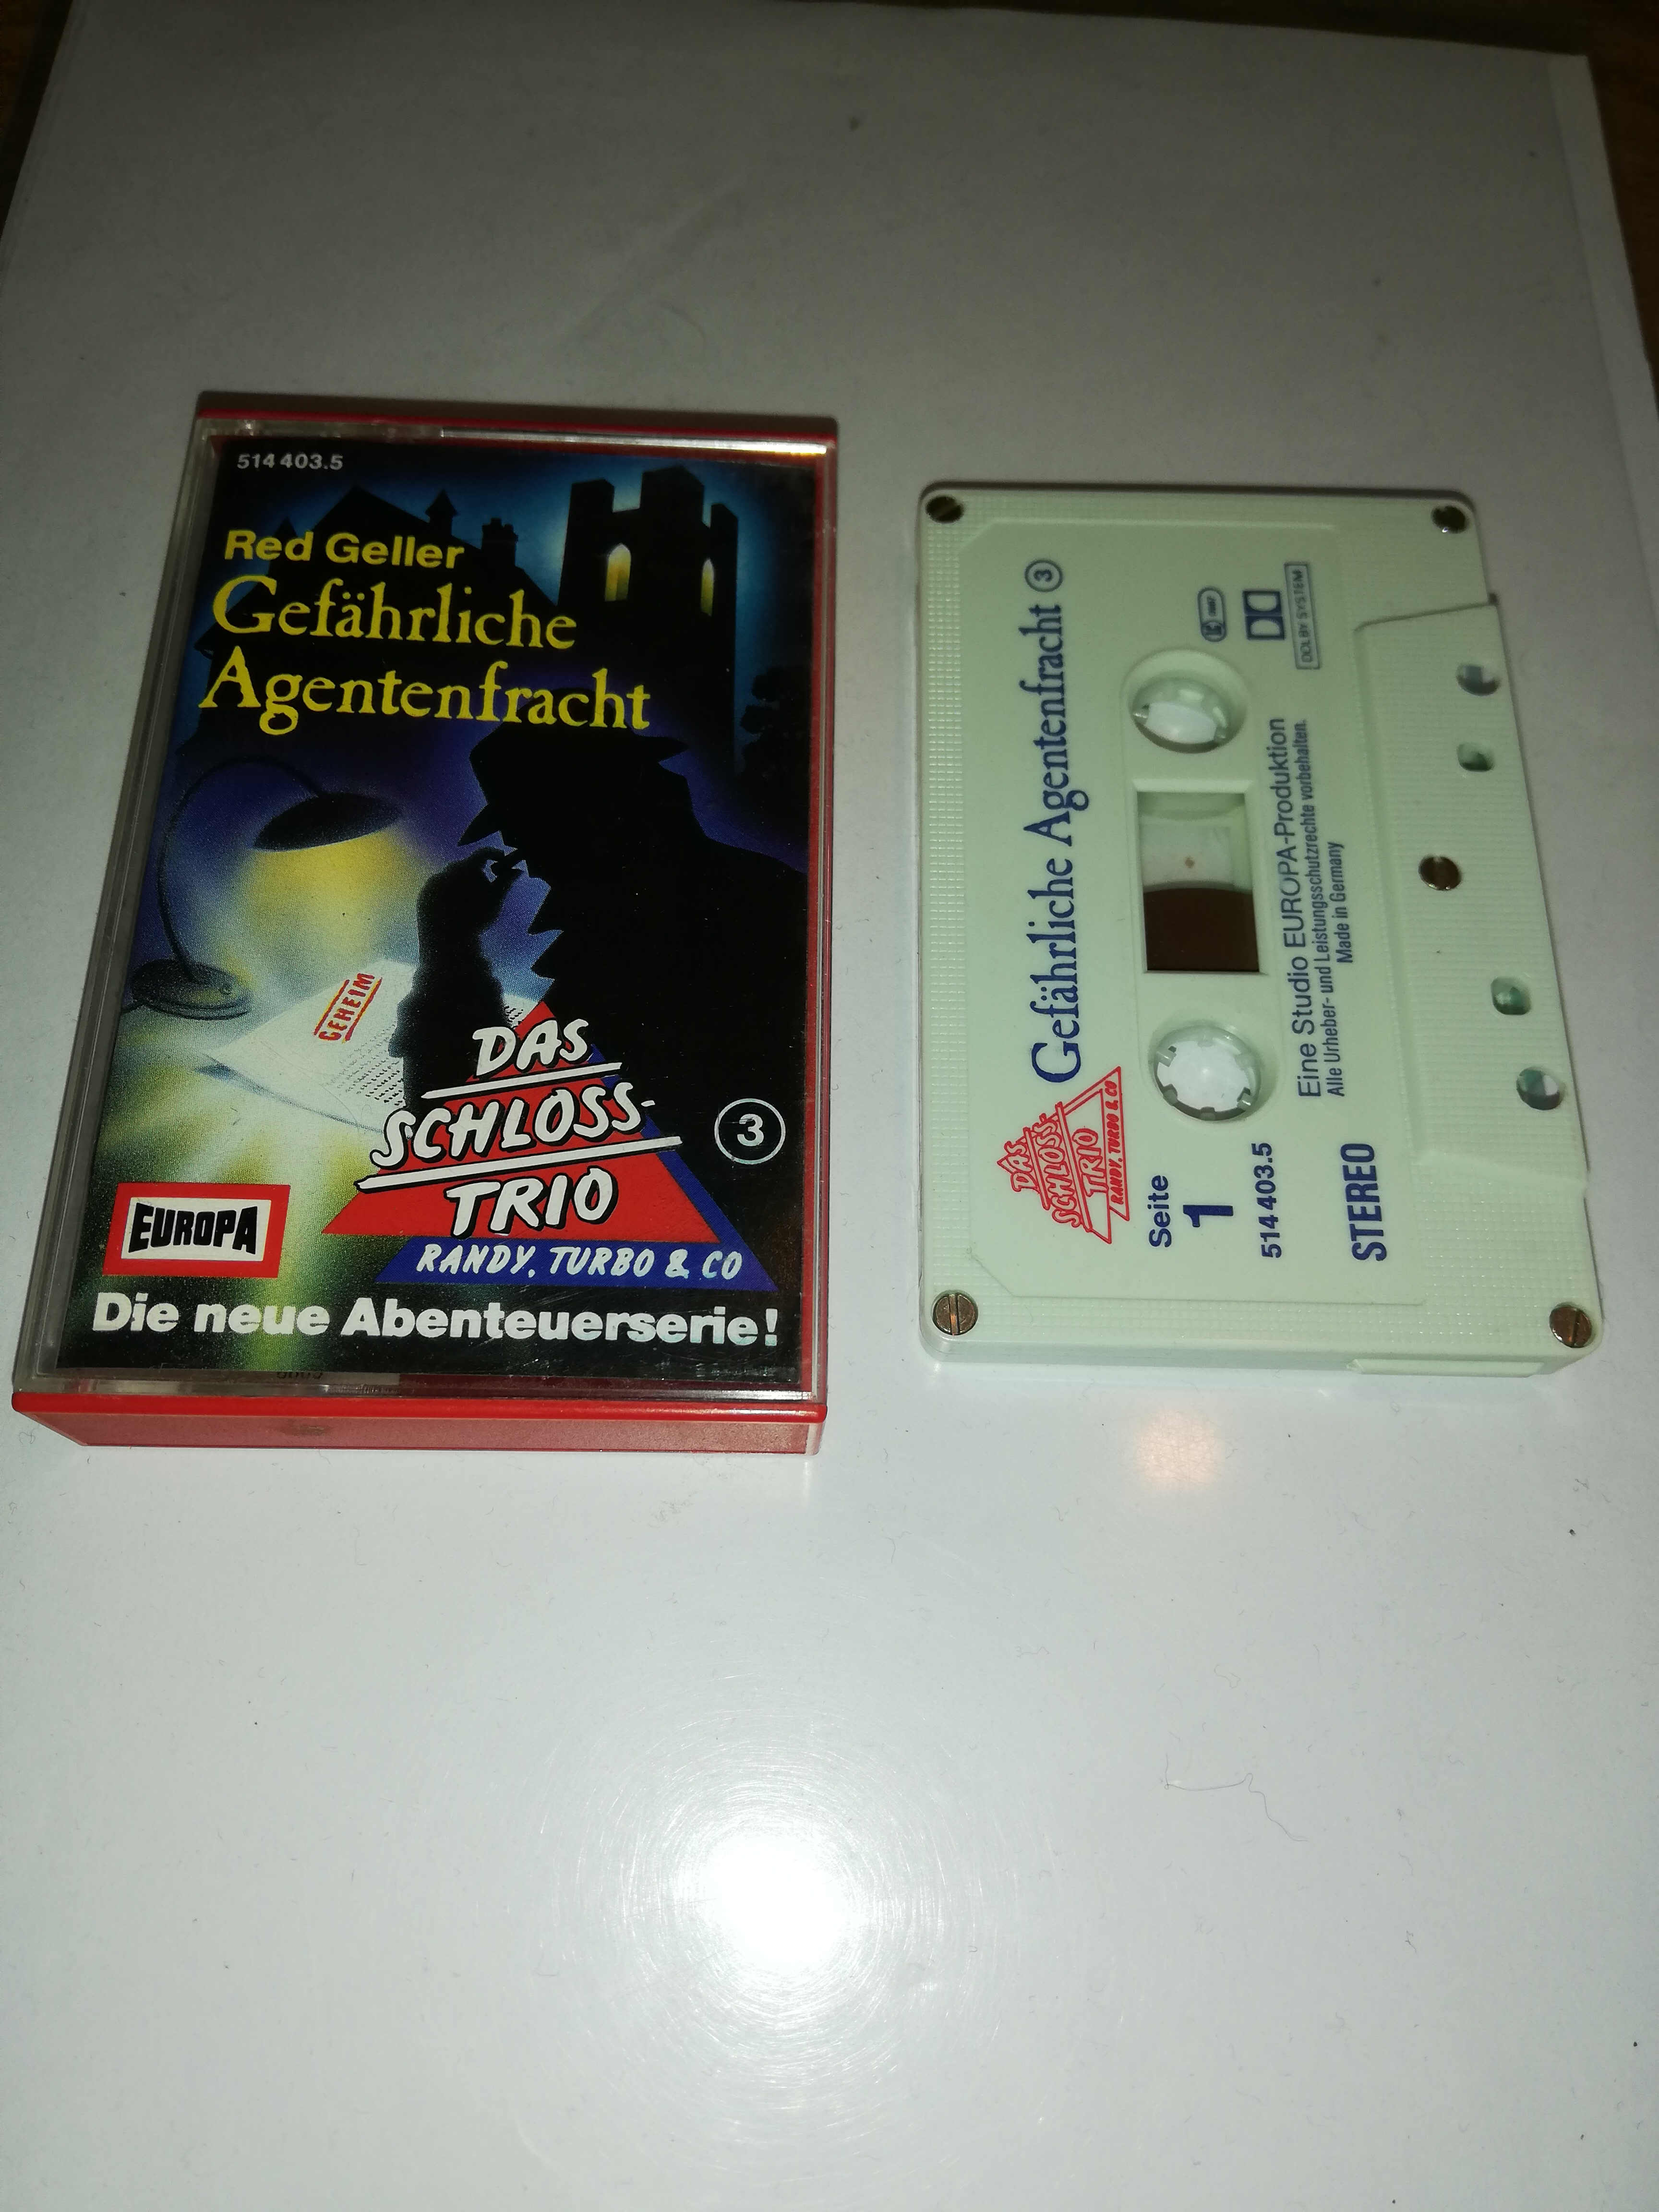 514 403.5
Red Geller
Gefährliche
Agentenfracht
GEHEIM
DAS
SCHLOSS-
TRIO
RANDY, TURBO & CO
3
EUROPA
Die neue Abenteuerserie!
DAS
SCHLOSS-
TRIO
RANDY, TURBO & CO
Gefährliche Agentenfracht 3
Seite
1
514 403.5
STEREO
Eine Studio EUROPA-Produktion
Alle Urheber- und Leistungsschutzrechte vorbehalten.
Made in Germany
DOLBY SYSTEM